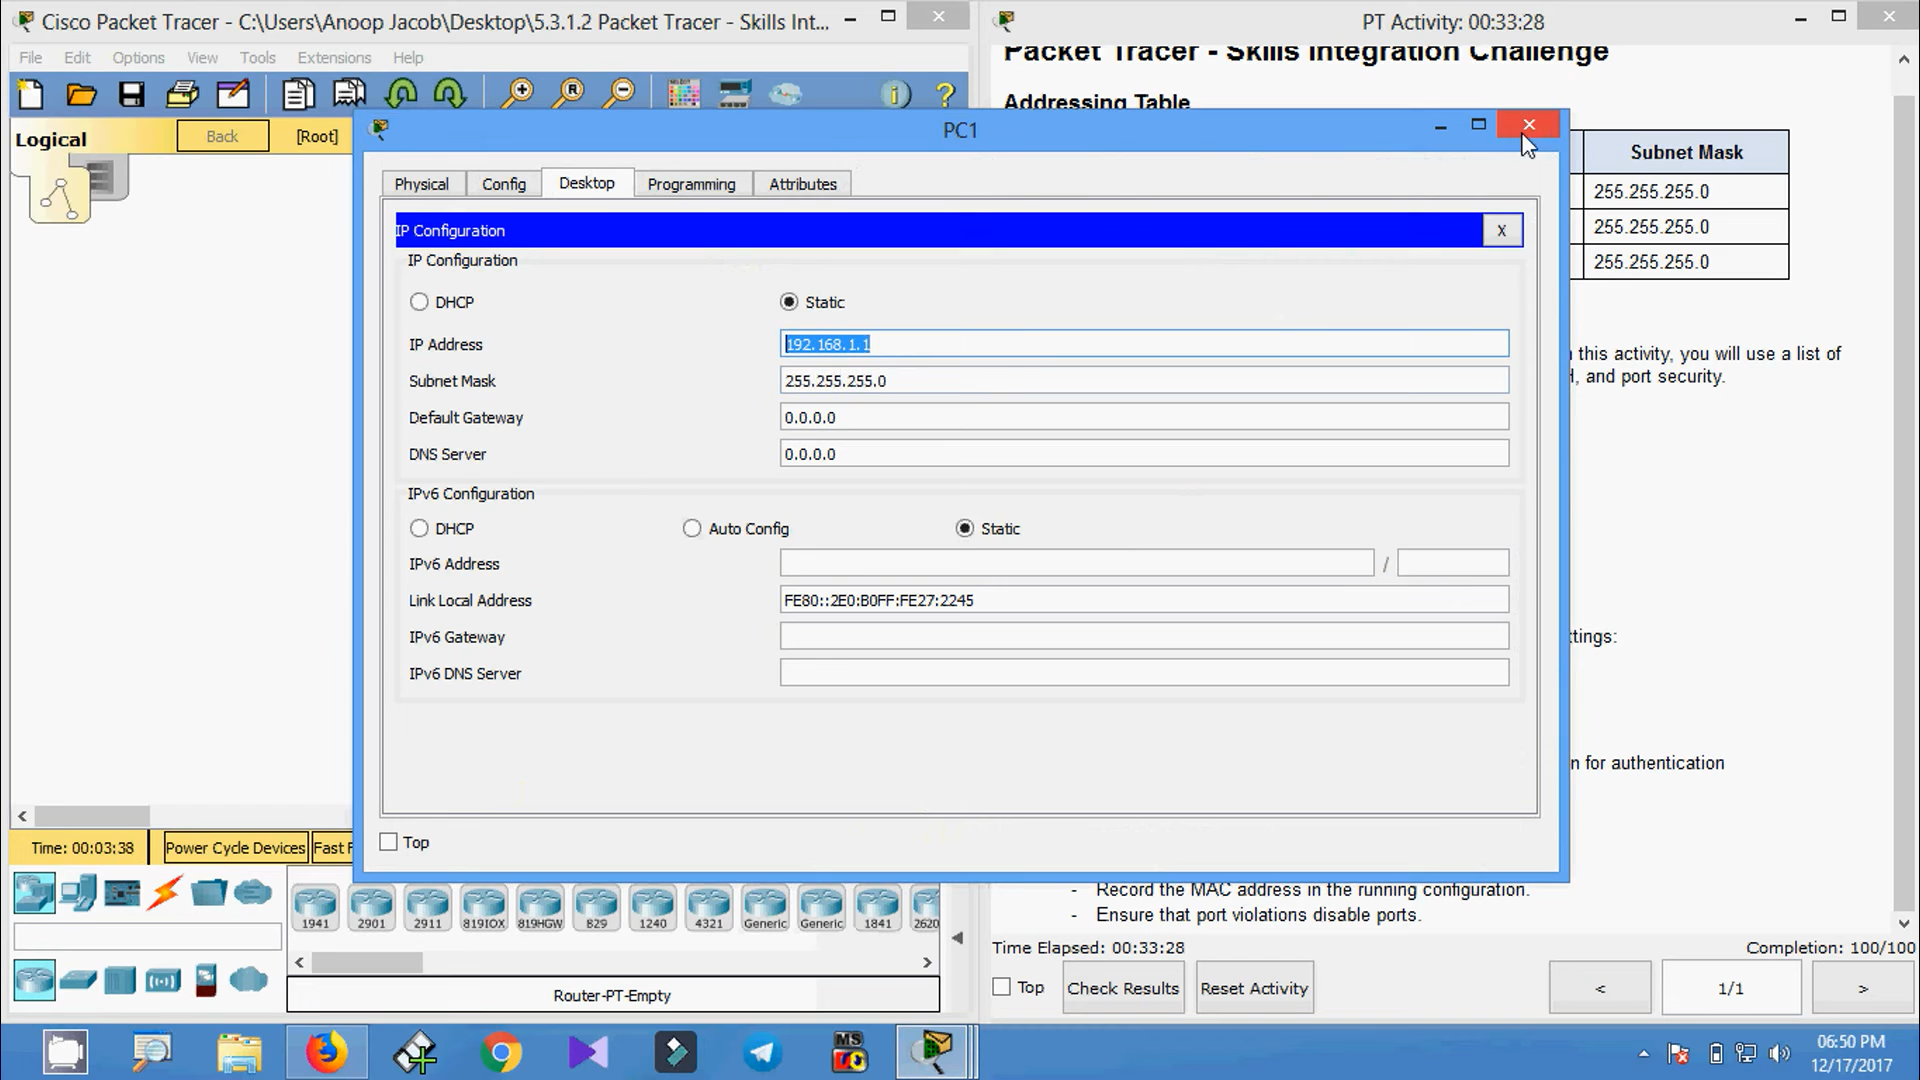 Cisco Packet Tracer - C:\Users\Anoop Jacob\Desktop\5.3.1.2 Packet Tracer - Skills Int...
File Edit Options View Tools Extensions Help
Logical
Back
[Root]
PT Activity: 00:33:28
Packet Tracer - Skills Integration Challenge
Addressing Table
Subnet Mask
255.255.255.0
255.255.255.0
255.255.255.0
this activity, you will use a list of
, and port security.
ttings:
n for authentication
- Record the MAC address in the running configuration.
- Ensure that port violations disable ports.
Time Elapsed: 00:33:28
Completion: 100/100
Top
Check Results
Reset Activity
<
1/1
>
PC1
Physical
Config
Desktop
Programming
Attributes
IP Configuration
X
IP Configuration
DHCP
Static
IP Address
192.168.1.1
Subnet Mask
255.255.255.0
Default Gateway
0.0.0.0
DNS Server
0.0.0.0
IPv6 Configuration
DHCP
Auto Config
Static
IPv6 Address
/
Link Local Address
FE80::2E0:B0FF:FE27:2245
IPv6 Gateway
IPv6 DNS Server
Top
Time: 00:03:38
Power Cycle Devices
Fast F
1941
2901
2911
819IOX
819HGW
829
1240
4321
Generic
Generic
1841
2620
Router-PT-Empty
MS
06:50 PM
12/17/2017